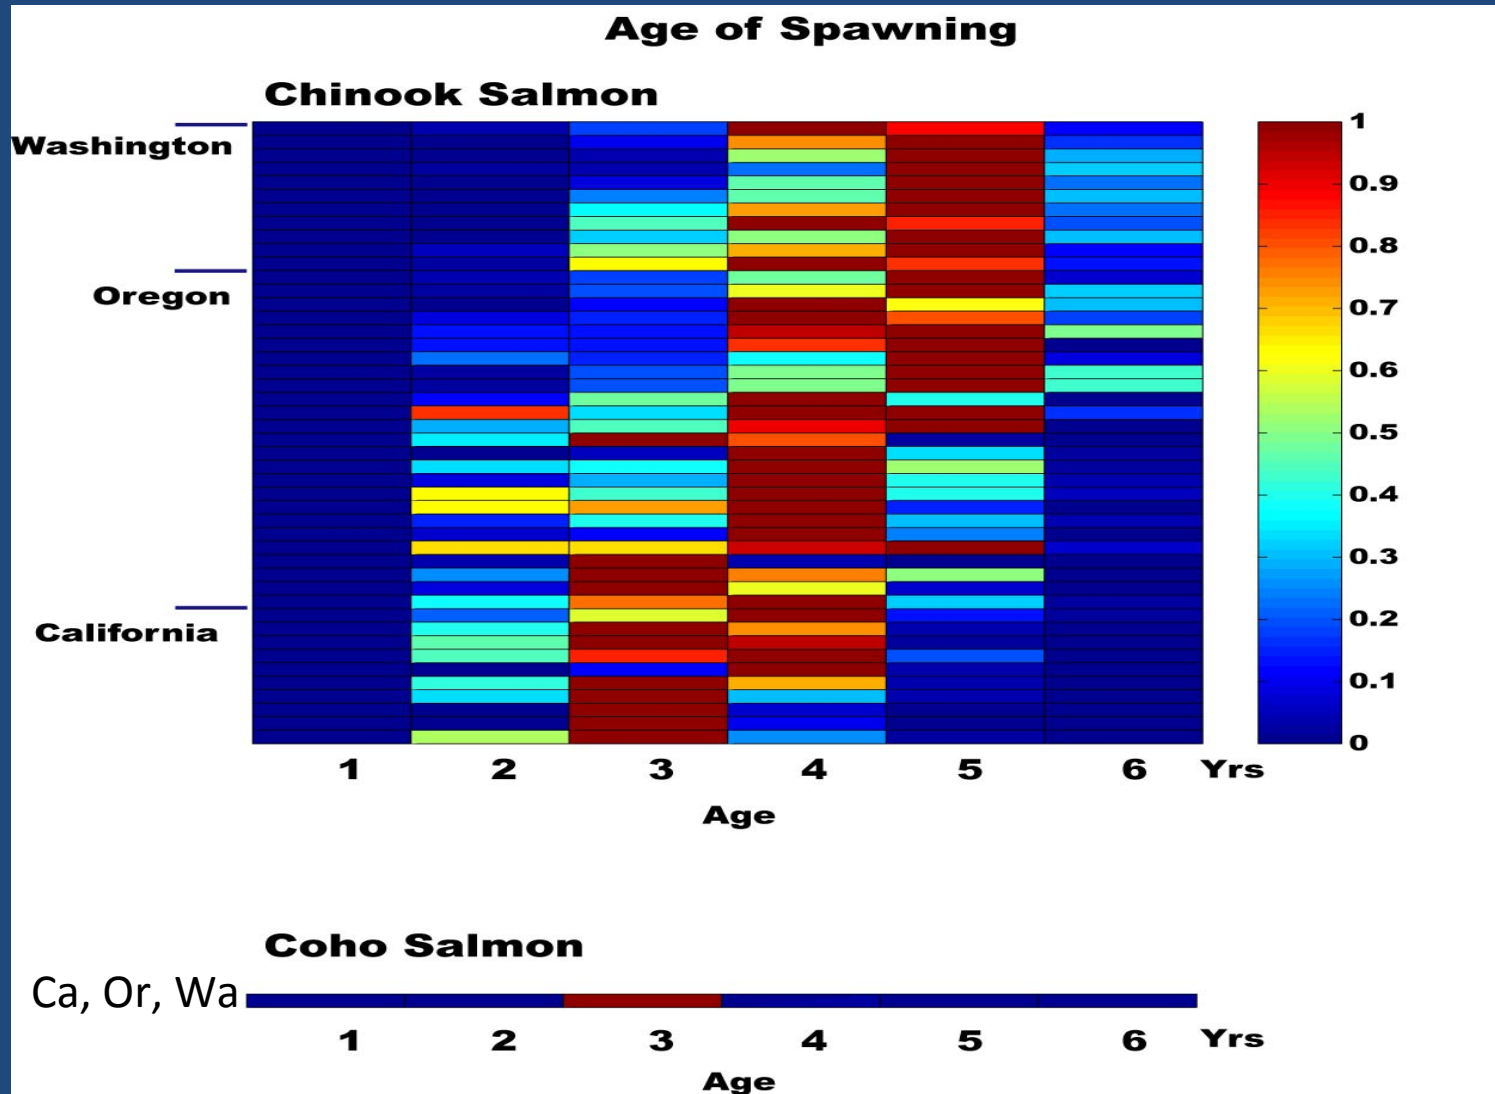 Age of Spawning
Chinook Salmon
Washington
Oregon
California
1
0.9
0.8
0.7
0.6
0.5
0.4
0.3
0.2
0.1
0
1 2 3 4 5 6 Yrs
Age
Coho Salmon
Ca, Or, Wa
1 2 3 4 5 6 Yrs
Age